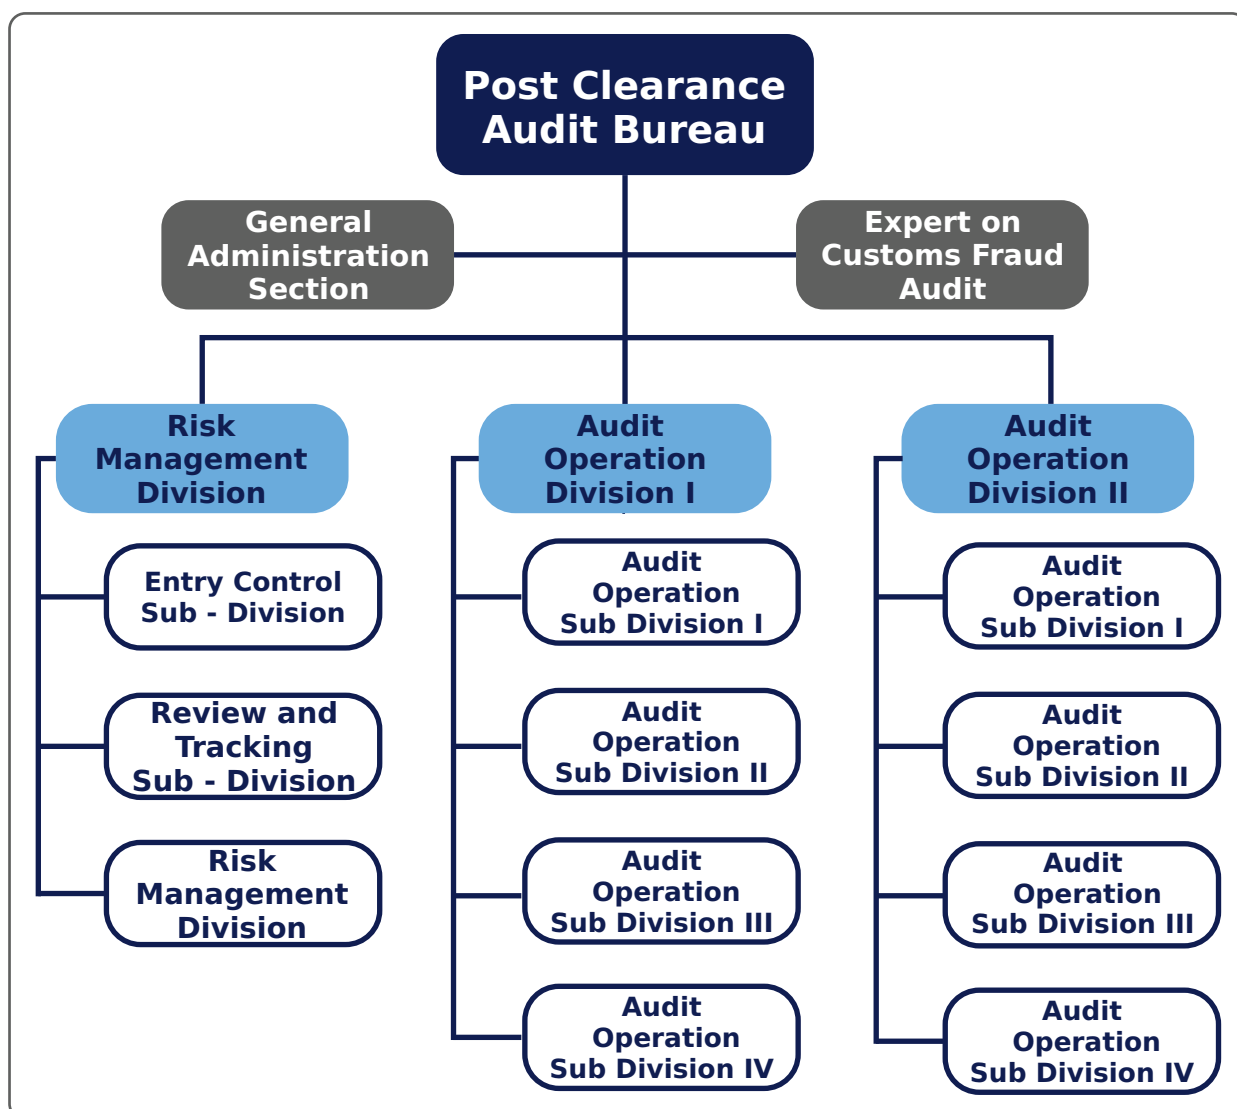 Post Clearance
Audit Bureau
General
Administration
Section
Expert on
Customs Fraud
Audit
Risk
Management
Division
Entry Control
Sub - Division
Review and
Tracking
Sub - Division
Risk
Management
Division
Audit
Operation
Division I
Audit
Operation
Sub Division I
Audit
Operation
Sub Division II
Audit
Operation
Sub Division III
Audit
Operation
Sub Division IV
Audit
Operation
Division II
Audit
Operation
Sub Division I
Audit
Operation
Sub Division II
Audit
Operation
Sub Division III
Audit
Operation
Sub Division IV